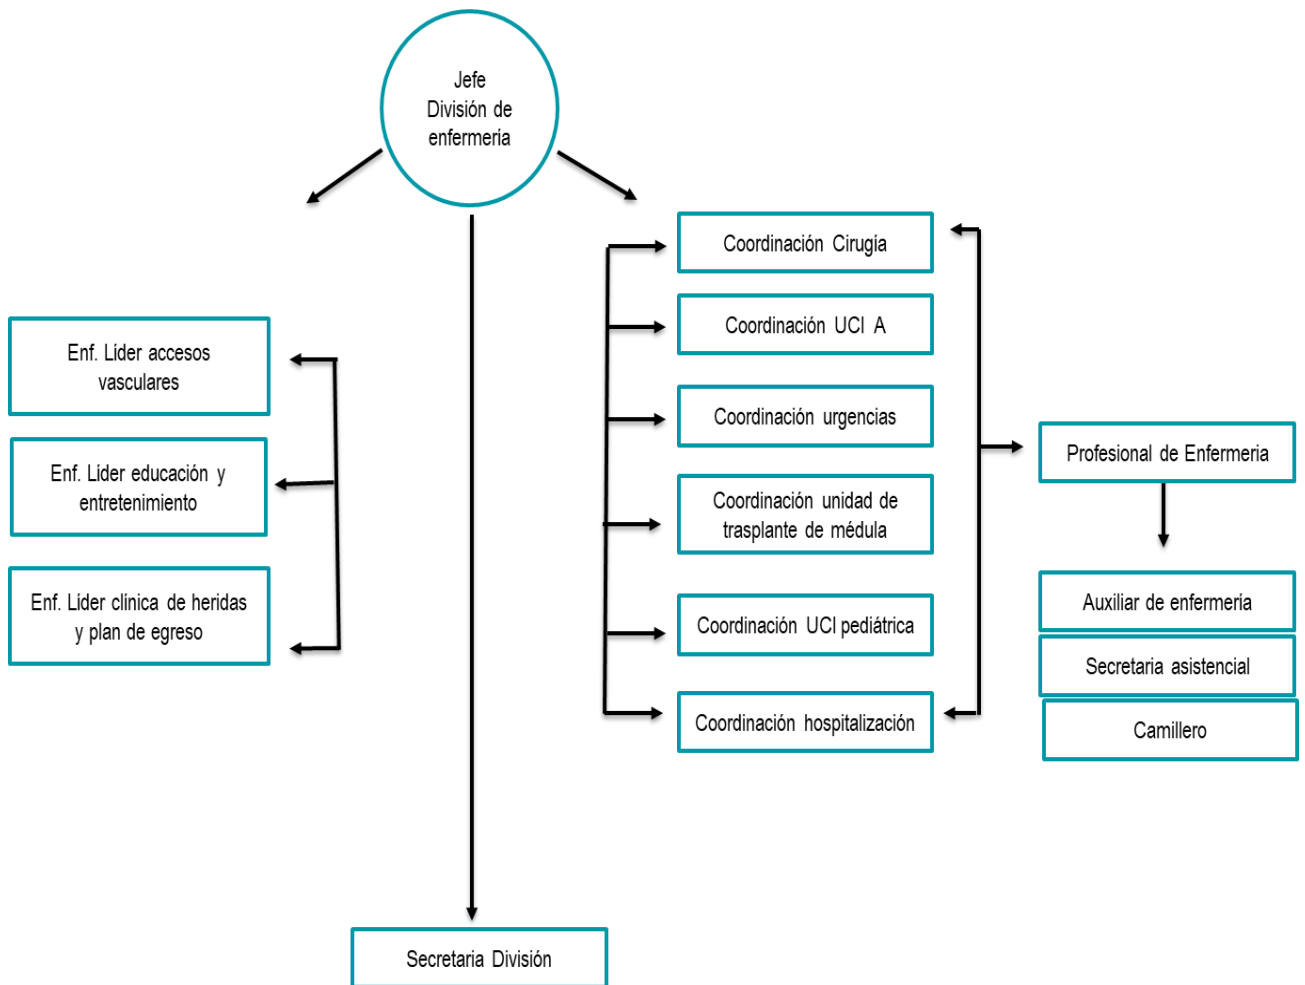 Jefe
División de
enfermería
Enf. Líder accesos
vasculares
Enf. Líder educación y
entretenimiento
Enf. Líder clínica de heridas
y plan de egreso
Coordinación Cirugía
Coordinación UCI A
Coordinación urgencias
Coordinación unidad de
trasplante de médula
Coordinación UCI pediátrica
Coordinación hospitalización
Profesional de Enfermeria
Auxiliar de enfermería
Secretaria asistencial
Camillero
Secretaria División